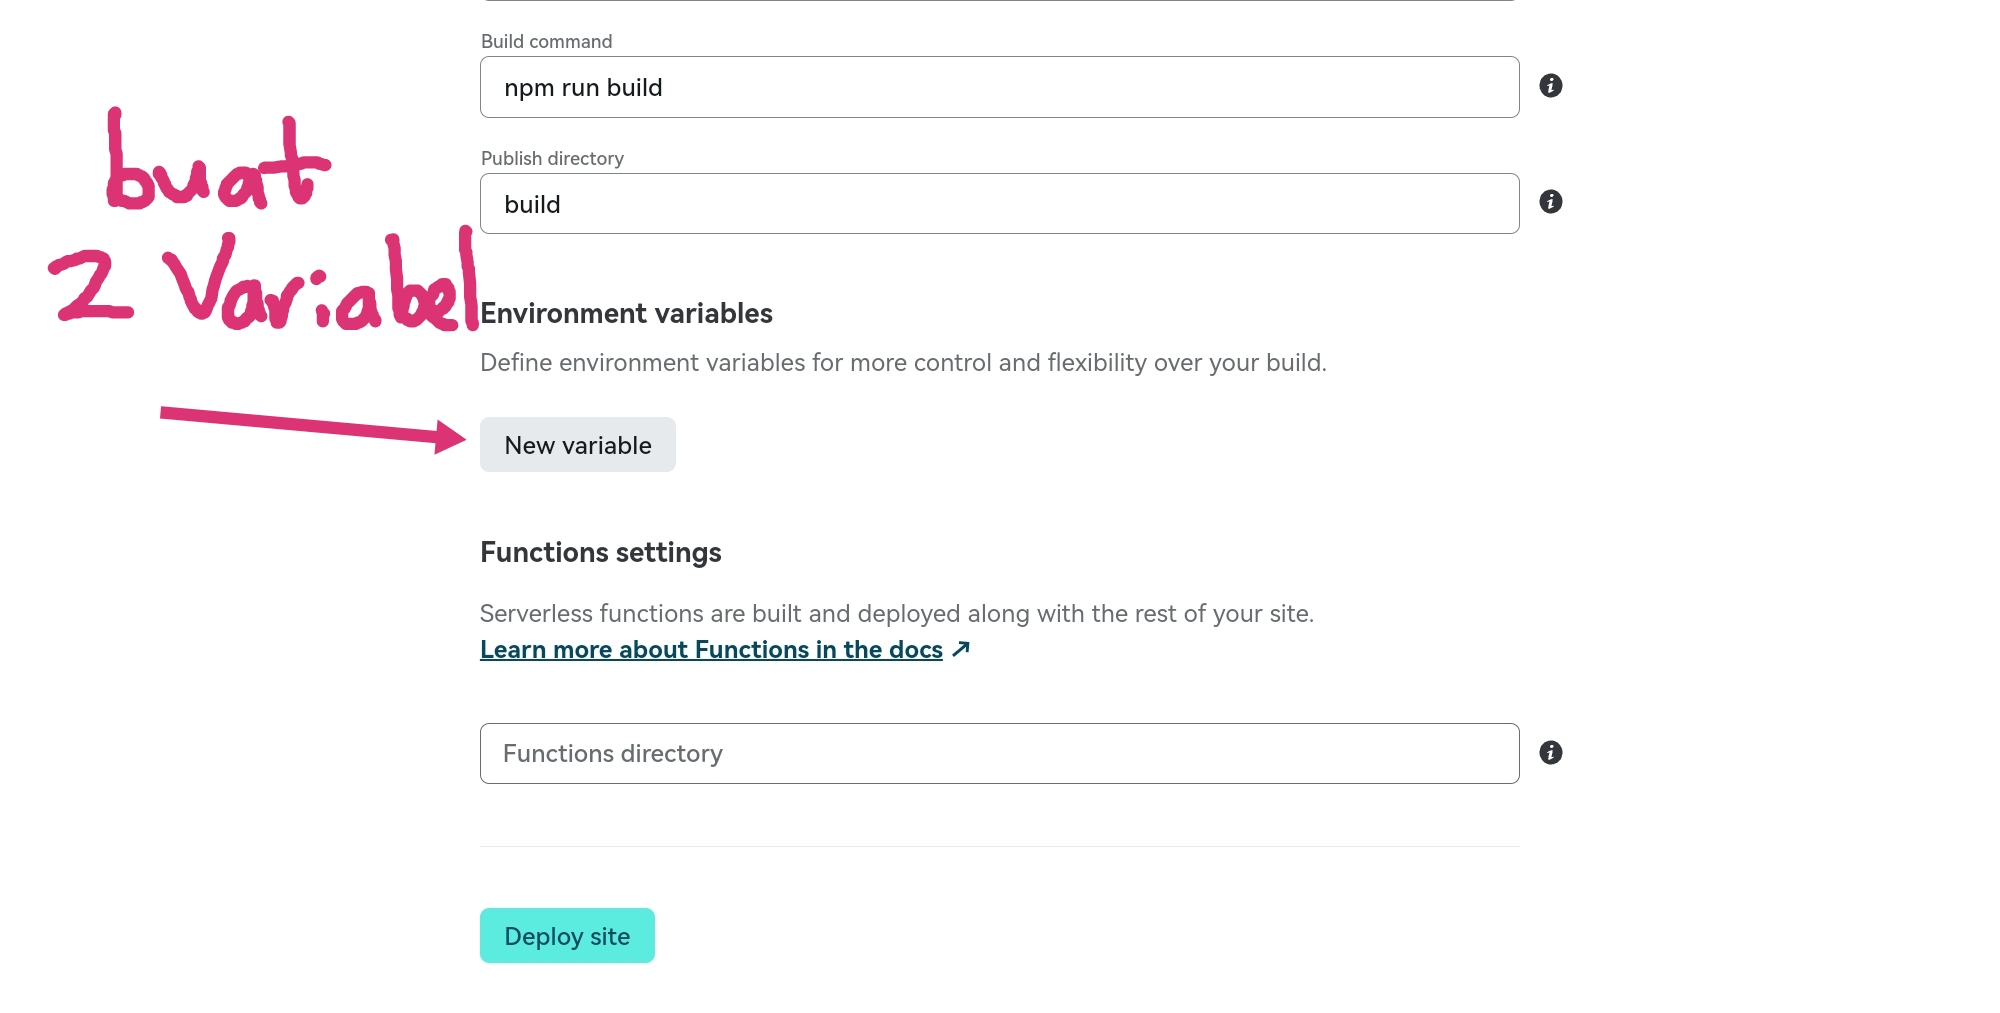 Build command
npm run build
Publish directory
build
buat
2 Variabel
Environment variables
Define environment variables for more control and flexibility over your build.
New variable
Functions settings
Serverless functions are built and deployed along with the rest of your site.
Learn more about Functions in the docs ↗
Functions directory
Deploy site